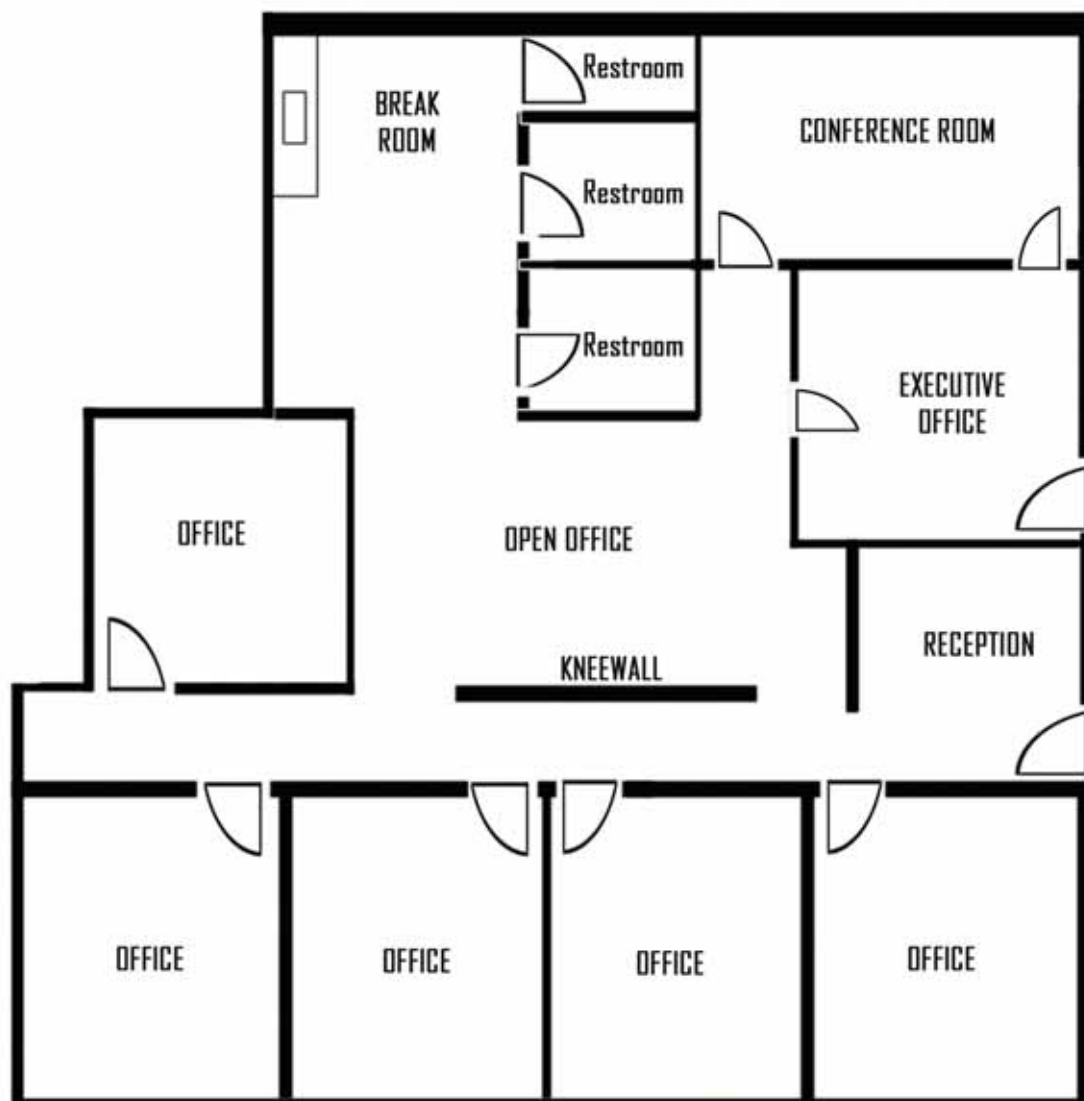 Restroom
BREAK
ROOM
CONFERENCE ROOM
Restroom
Restroom
EXECUTIVE
OFFICE
OFFICE
OPEN OFFICE
RECEPTION
KNEEWALL
OFFICE
OFFICE
OFFICE
OFFICE